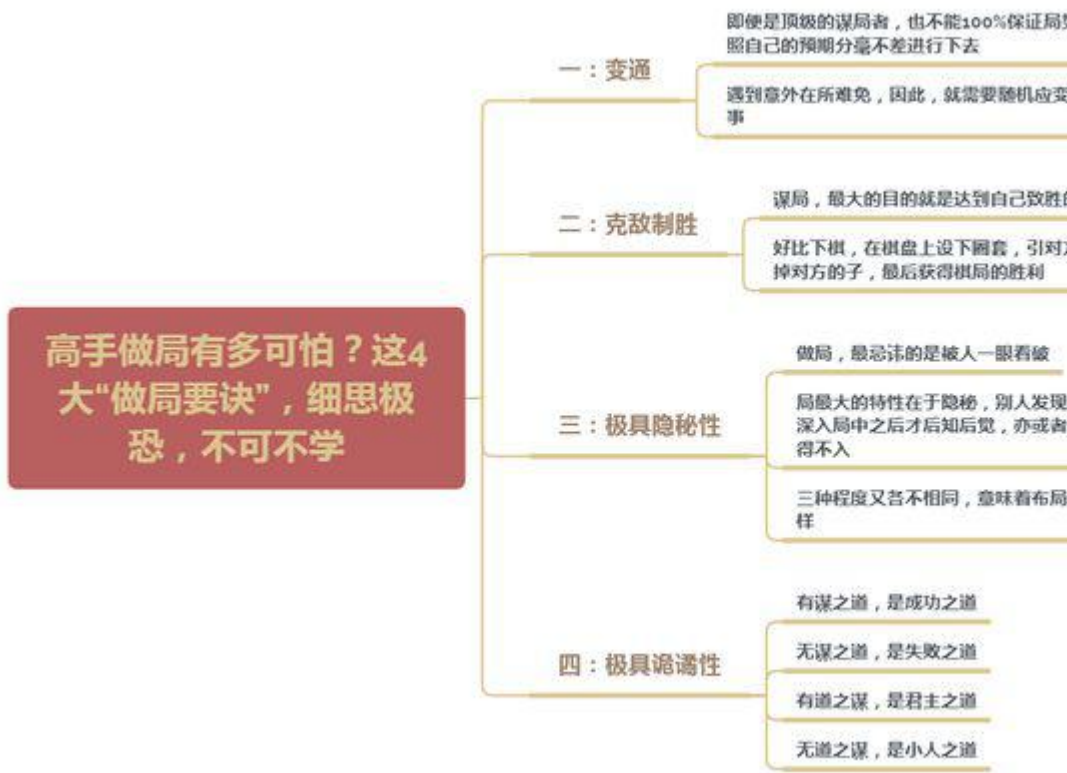 高手做局有多可怕？这4
大“做局要诀”，细思极
恐，不可不学
一：变通
即便是顶级的谋局者，也不能100%保证局势
照自己的预期分毫不差进行下去
遇到意外在所难免，因此，就需要随机应变
事
二：克敌制胜
谋局，最大的目的就是达到自己致胜的
好比下棋，在棋盘上设下圈套，引对方
掉对方的子，最后获得棋局的胜利
三：极具隐秘性
做局，最忌讳的是被人一眼看破
局最大的特性在于隐秘，别人发现
深入局中之后才后知后觉，亦或者
得不入
三种程度又各不相同，意味着布局
样
四：极具诡谲性
有谋之道，是成功之道
无谋之道，是失败之道
有道之谋，是君主之道
无道之谋，是小人之道